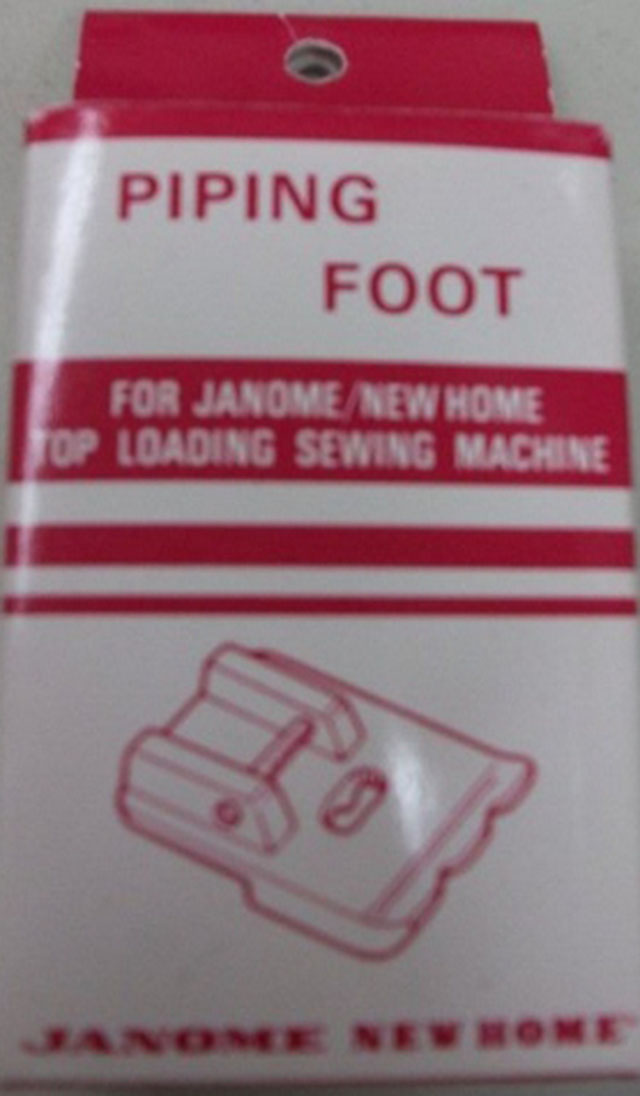 PIPING
FOOT
FOR JANOME/NEW HOME
TOP LOADING SEWING MACHINE
JANOME NEW HOME